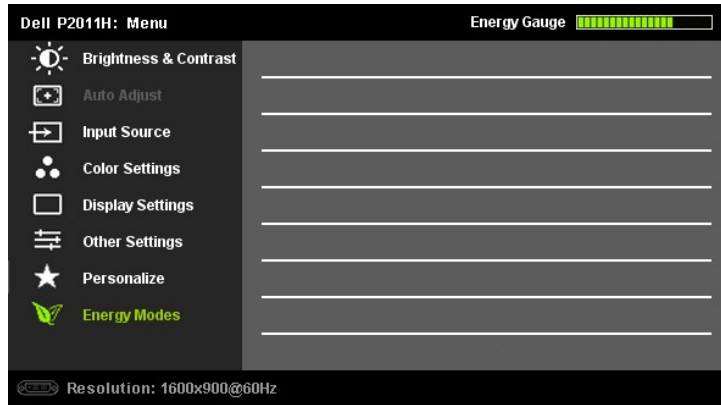 Dell P2011H: Menu
Energy Gauge
Brightness & Contrast
Auto Adjust
Input Source
Color Settings
Display Settings
Other Settings
Personalize
Energy Modes
Resolution: 1600x900@60Hz